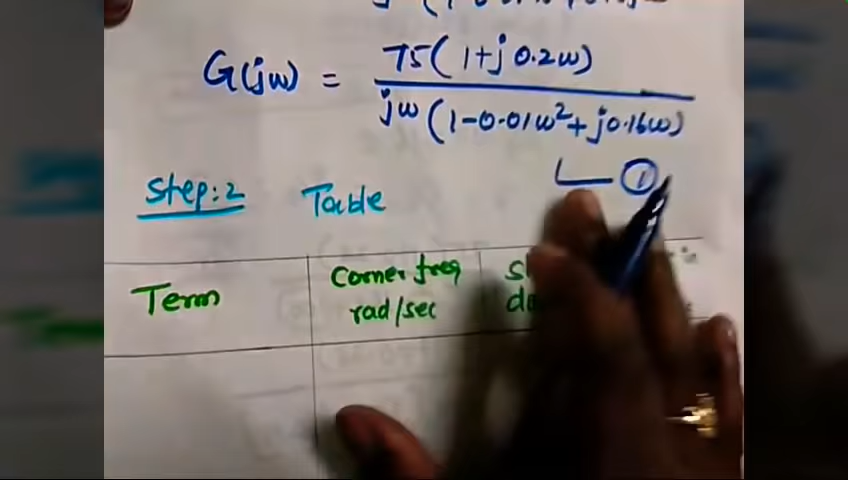 G(jω) = 75(1+j0.2ω) / jω(1-0.01ω²+j0.16ω)
①
Step:2 Table
Term Corner freq rad/sec